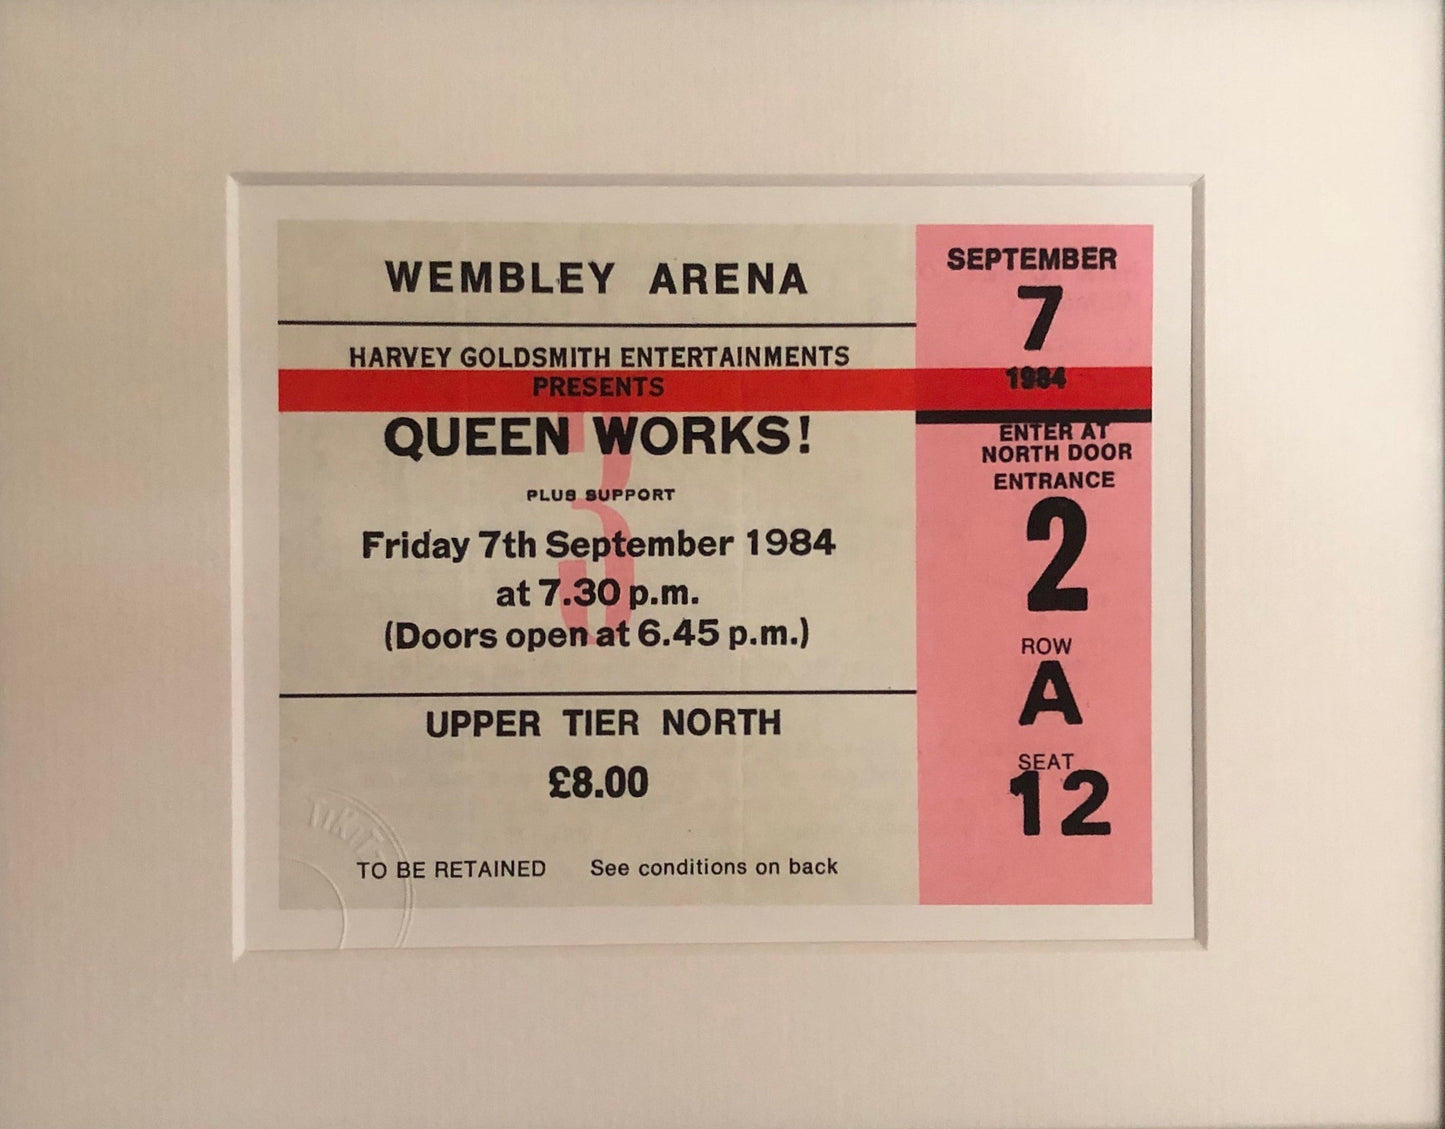 WEMBLEY ARENA
HARVEY GOLDSMITH ENTERTAINMENTS
PRESENTS
QUEEN WORKS!
PLUS SUPPORT
Friday 7th September 1984
at 7.30 p.m.
(Doors open at 6.45 p.m.)
3
UPPER TIER NORTH
£8.00
TO BE RETAINED See conditions on back
SEPTEMBER
7
1984
ENTER AT
NORTH DOOR
ENTRANCE
2
ROW
A
SEAT
12